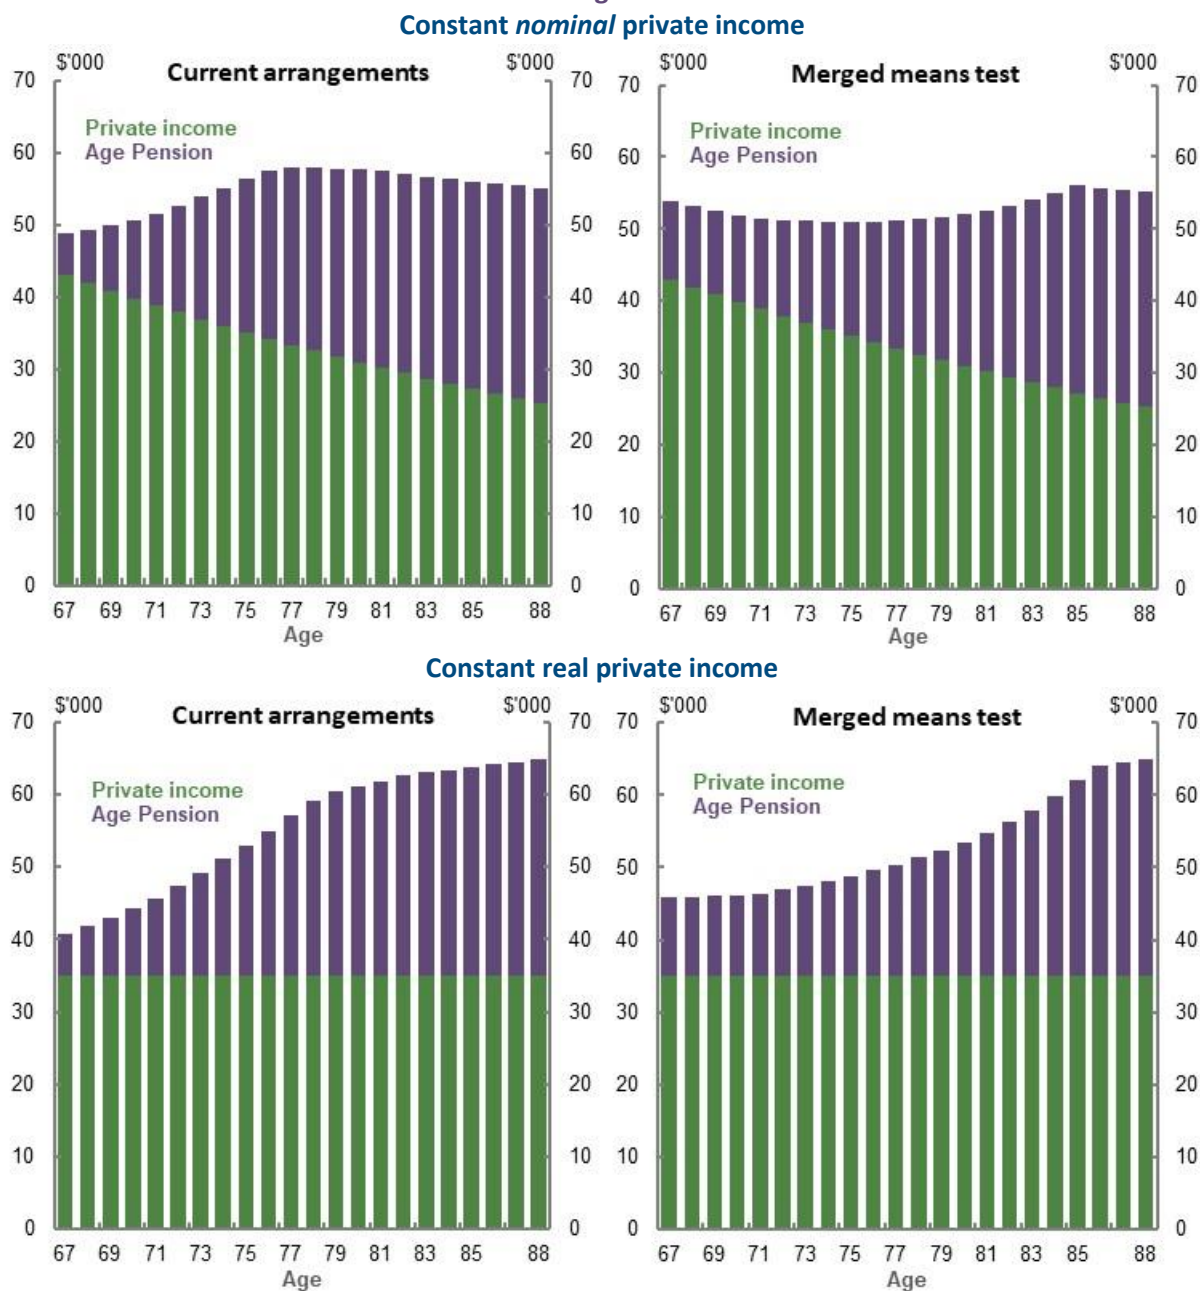 Constant nominal private income
$'000 Current arrangements $'000
70 70
Private income
Age Pension
60 60
50 50
40 40
30 30
20 20
10 10
0 0
67 69 71 73 75 77 79 81 83 85 88
Age
$'000 Merged means test $'000
70 70
Private income
Age Pension
60 60
50 50
40 40
30 30
20 20
10 10
0 0
67 69 71 73 75 77 79 81 83 85 88
Age
Constant real private income
$'000 Current arrangements $'000
70 70
60 60
Private income
Age Pension
50 50
40 40
30 30
20 20
10 10
0 0
67 69 71 73 75 77 79 81 83 85 88
Age
$'000 Merged means test $'000
70 70
60 60
Private income
Age Pension
50 50
40 40
30 30
20 20
10 10
0 0
67 69 71 73 75 77 79 81 83 85 88
Age